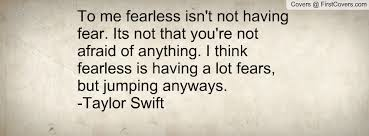 Covers @ FirstCovers.com
To me fearless isn't not having
fear. Its not that you're not
afraid of anything. I think
fearless is having a lot fears,
but jumping anyways.
-Taylor Swift